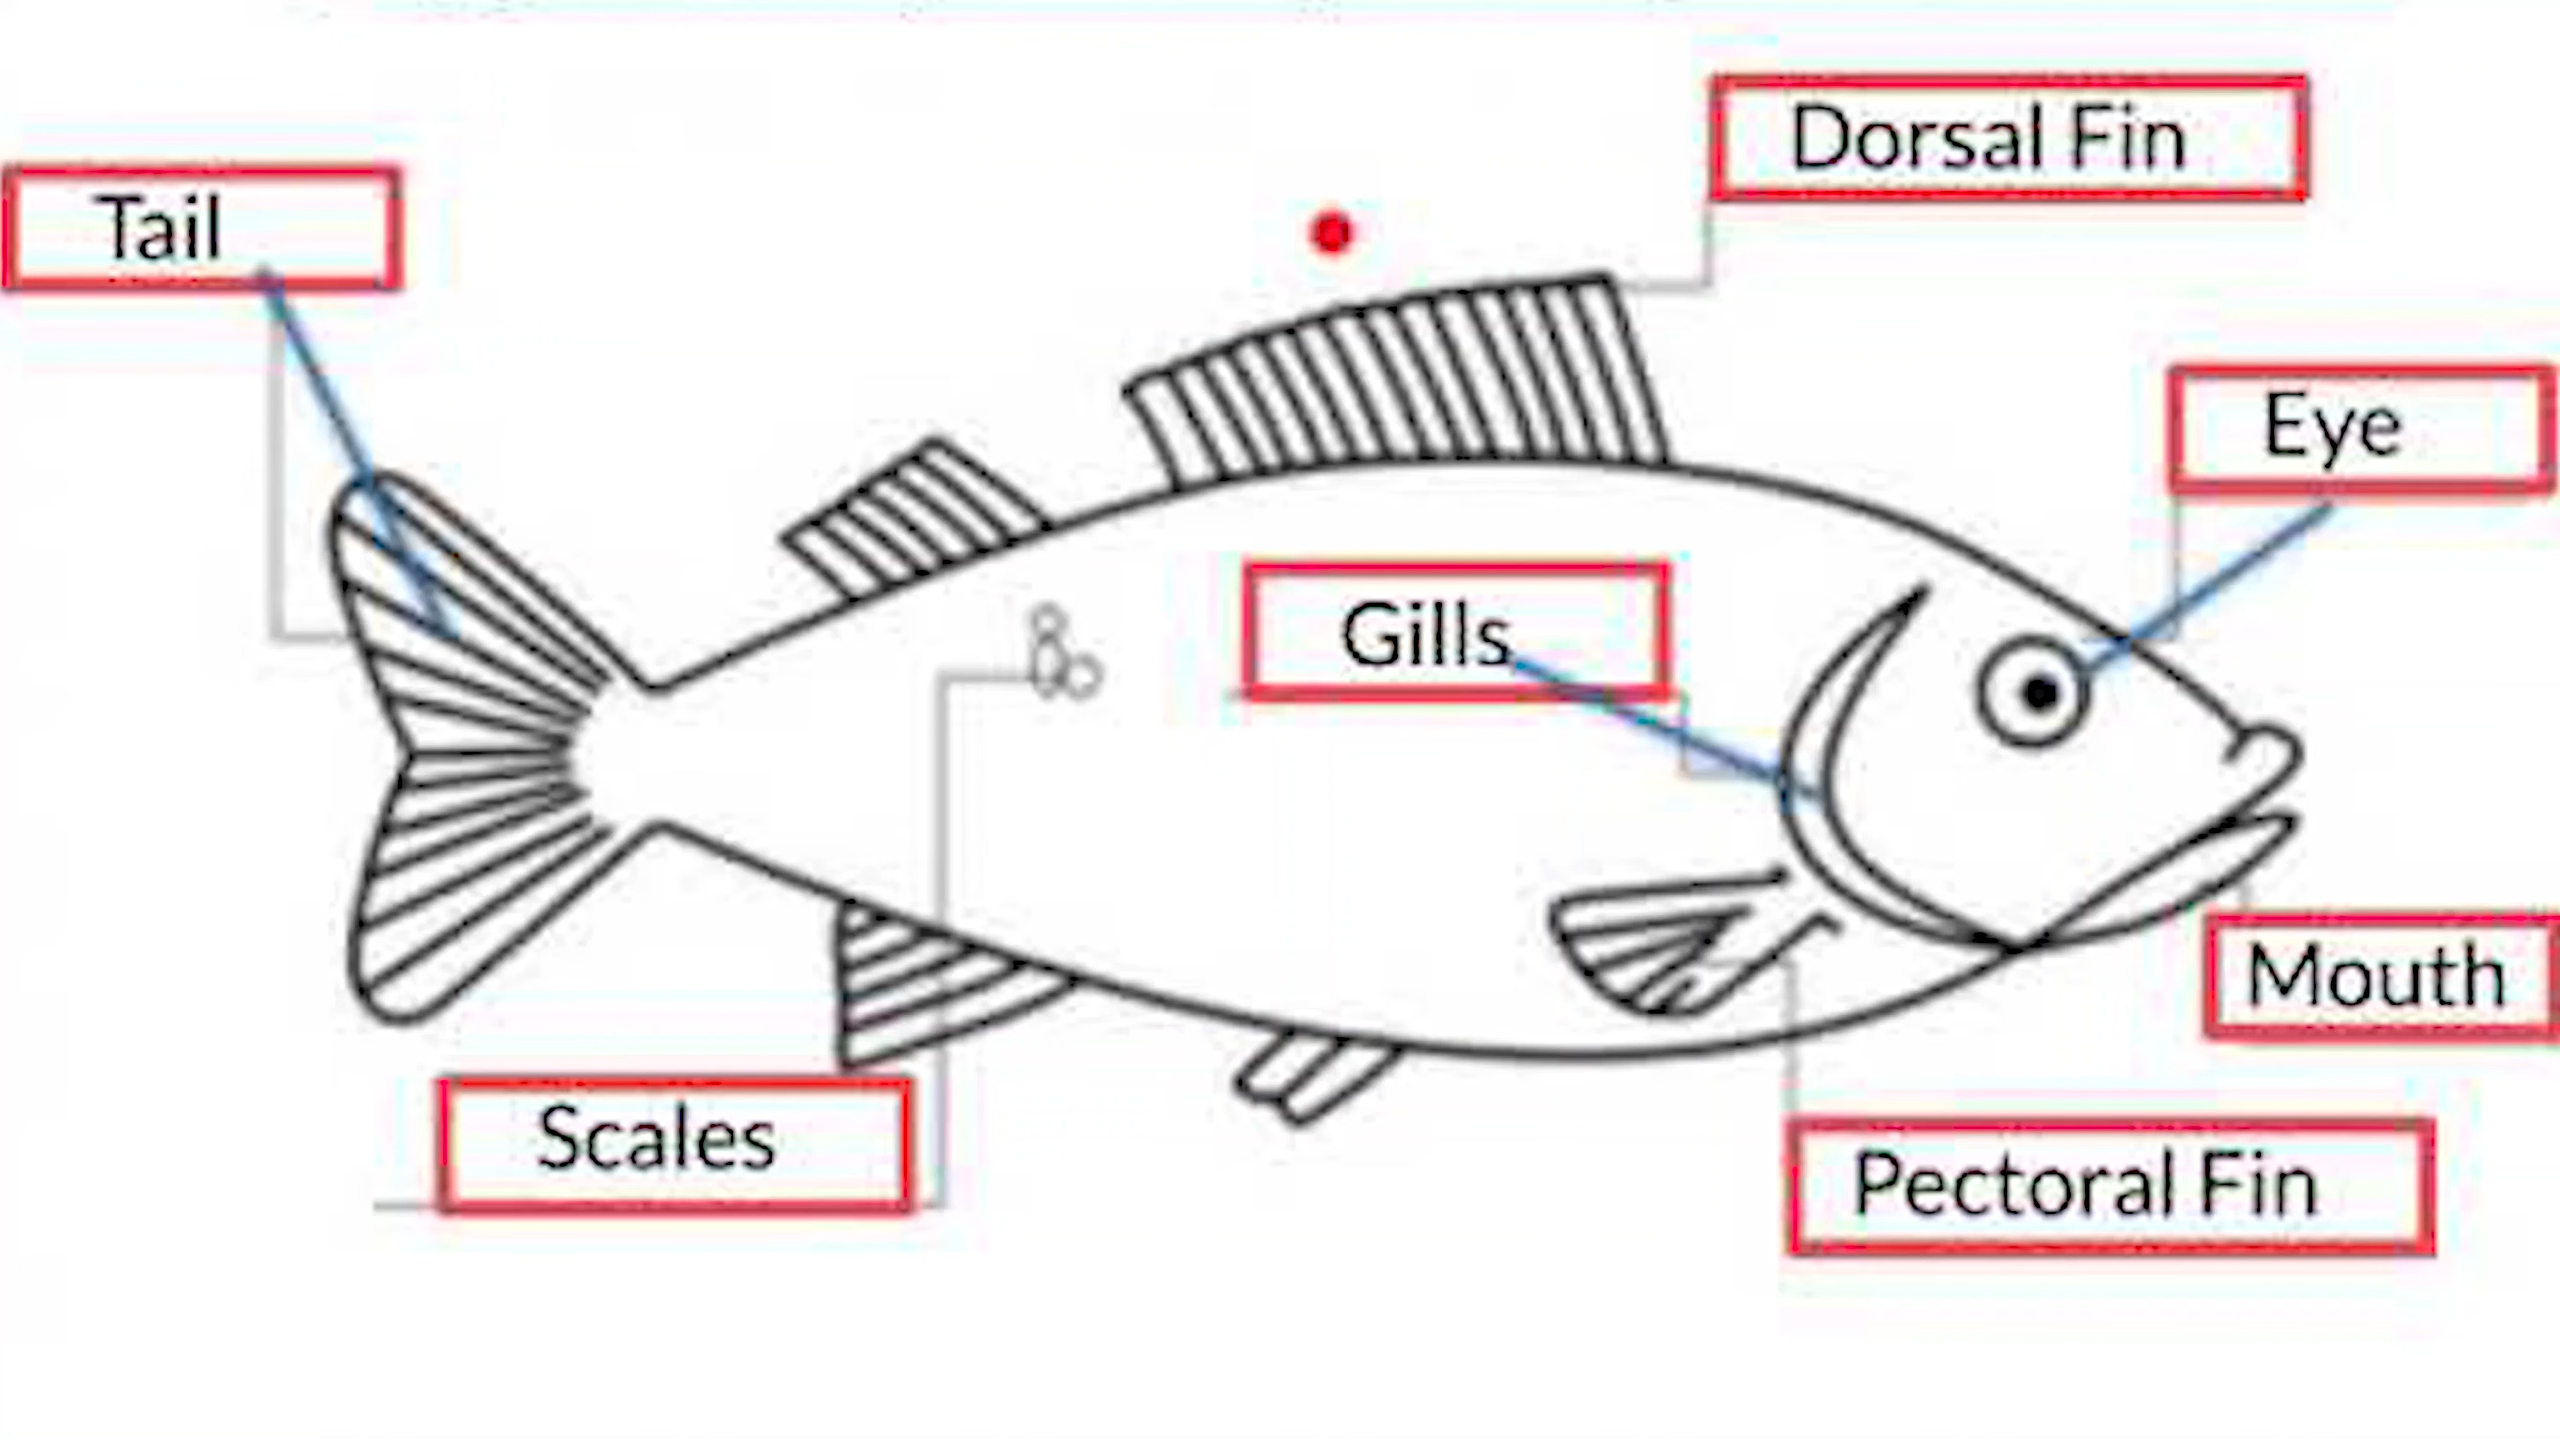 Dorsal Fin
Tail
Eye
Gills
Mouth
Scales
Pectoral Fin